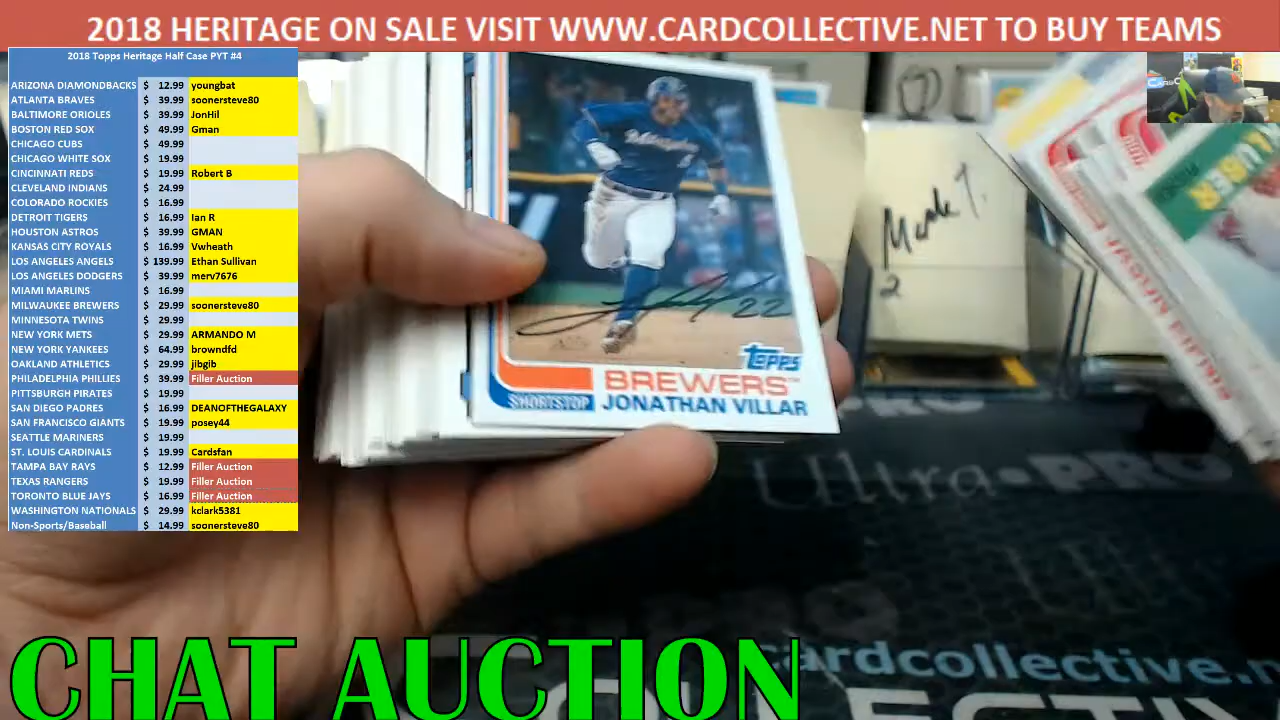 2018 HERITAGE ON SALE VISIT WWW.CARDCOLLECTIVE.NET TO BUY TEAMS
2018 Topps Heritage Half Case PYT #4
ARIZONA DIAMONDBACKS $ 12.99 youngbat
ATLANTA BRAVES $ 39.99 soonersteve80
BALTIMORE ORIOLES $ 39.99 JonHil
BOSTON RED SOX $ 49.99 Gman
CHICAGO CUBS $ 49.99
CHICAGO WHITE SOX $ 19.99
CINCINNATI REDS $ 19.99 Robert B
CLEVELAND INDIANS $ 24.99
COLORADO ROCKIES $ 16.99
DETROIT TIGERS $ 16.99 Ian R
HOUSTON ASTROS $ 39.99 GMAN
KANSAS CITY ROYALS $ 16.99 Vwheath
LOS ANGELES ANGELS $ 139.99 Ethan Sullivan
LOS ANGELES DODGERS $ 39.99 merv7676
MIAMI MARLINS $ 16.99
MILWAUKEE BREWERS $ 29.99 soonersteve80
MINNESOTA TWINS $ 29.99
NEW YORK METS $ 29.99 ARMANDO M
NEW YORK YANKEES $ 64.99 browndfd
OAKLAND ATHLETICS $ 29.99 jibgib
PHILADELPHIA PHILLIES $ 39.99 Filler Auction
PITTSBURGH PIRATES $ 19.99
SAN DIEGO PADRES $ 16.99 DEANOFTHEGALAXY
SAN FRANCISCO GIANTS $ 19.99 posey44
SEATTLE MARINERS $ 19.99
ST. LOUIS CARDINALS $ 19.99 Cardsfan
TAMPA BAY RAYS $ 12.99 Filler Auction
TEXAS RANGERS $ 19.99 Filler Auction
TORONTO BLUE JAYS $ 16.99 Filler Auction
WASHINGTON NATIONALS $ 29.99 kclark5381
Non-Sports/Baseball $ 14.99 soonersteve80
22
TOPPS
BREWERS™
SHORTSTOP JONATHAN VILLAR
2
Ultra•PRO
cardcollective.n
CHAT AUCTION